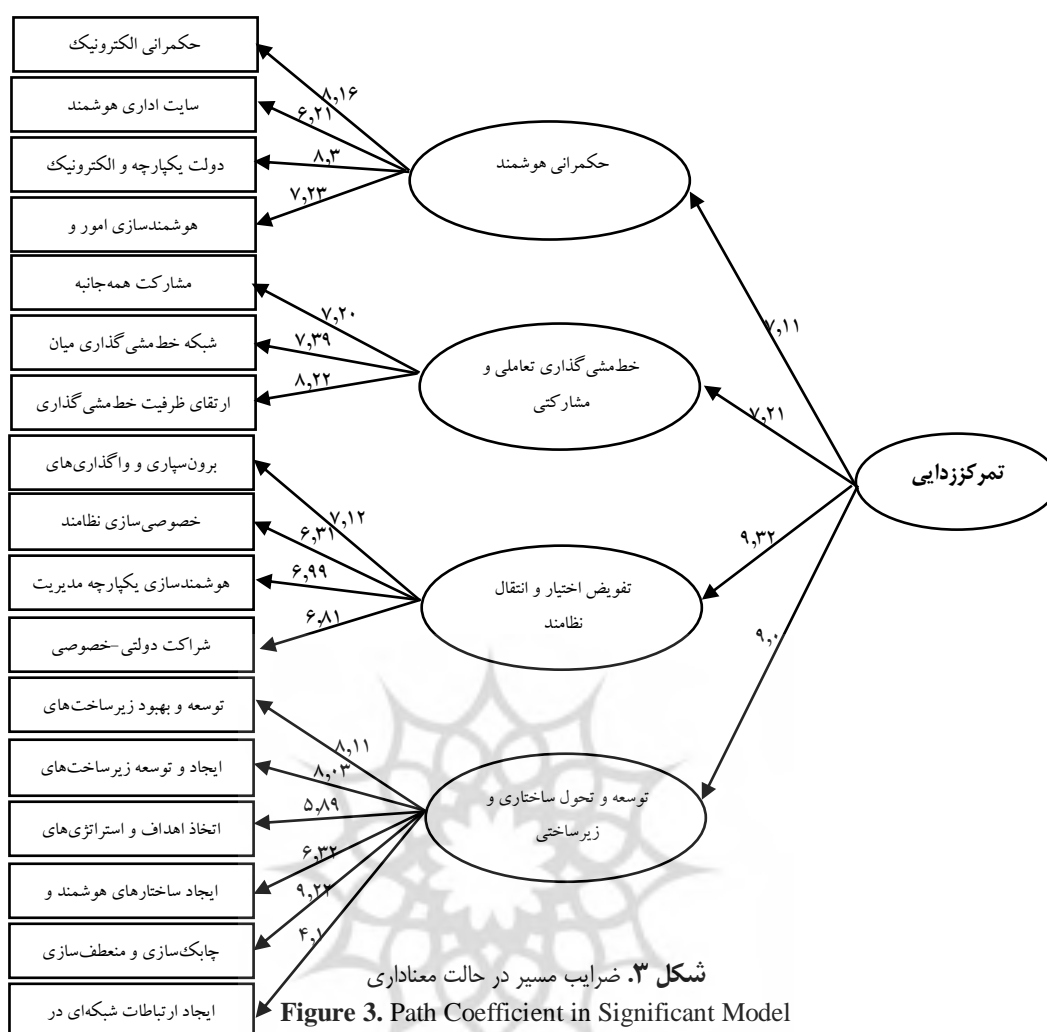 حکمرانی الکترونیک
سایت اداری هوشمند
دولت یکپارچه و الکترونیک
هوشمندسازی امور و
مشارکت همه‌جانبه
شبکه خط‌مشی‌گذاری میان
ارتقای ظرفیت خط‌مشی‌گذاری
برون‌سپاری و واگذاری‌های
خصوصی‌سازی نظامند
هوشمندسازی یکپارچه مدیریت
شراکت دولتی-خصوصی
توسعه و بهبود زیرساخت‌های
ایجاد و توسعه زیرساخت‌های
اتخاذ اهداف و استراتژی‌های
ایجاد ساختارهای هوشمند و
چابک‌سازی و منعطف‌سازی
ایجاد ارتباطات شبکه‌ای در
۸,۱۶
۶,۲۱
۸,۳
۷,۲۳
۷,۲۰
۷,۳۹
۸,۲۲
۷,۱۲
۶,۳۱
۶,۹۹
۶,۸۱
۸,۱۱
۸,۰۳
۵,۸۹
۶,۳۲
۹,۲۲
۴,۱
حکمرانی هوشمند
خط‌مشی‌گذاری تعاملی و
مشارکتی
تفویض اختیار و انتقال
نظامند
توسعه و تحول ساختاری و
زیرساختی
۷,۱۱
۷,۲۱
۹,۳۲
۹,۰
تمرکززدایی
شکل ۳. ضرایب مسیر در حالت معناداری
Figure 3. Path Coefficient in Significant Model